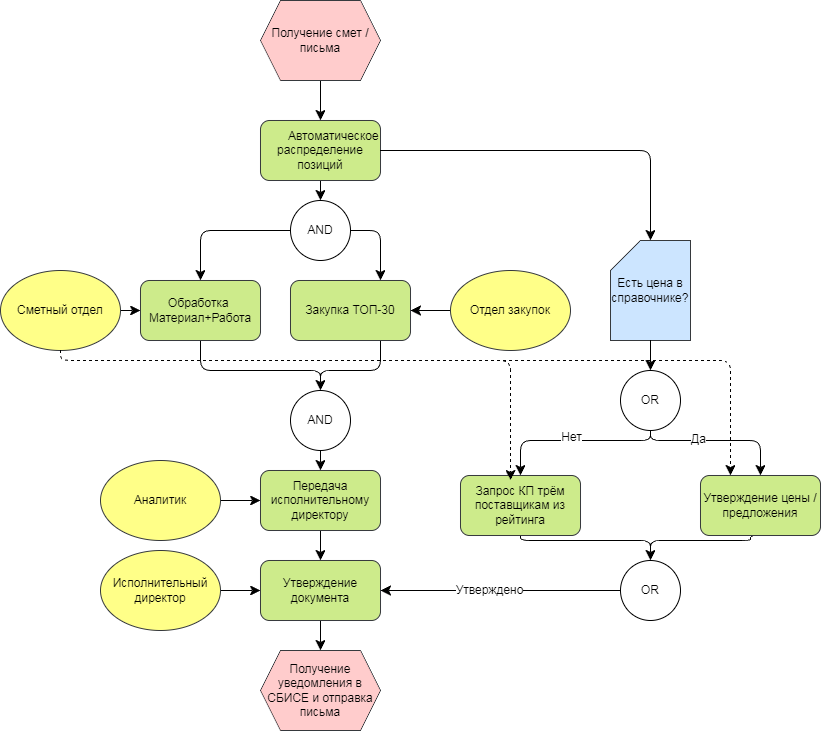 Получение смет /
письма
Автоматическое
распределение
позиций
AND
Есть цена в
справочнике?
Сметный отдел
Обработка
Материал+Работа
Закупка ТОП-30
Отдел закупок
OR
AND
Нет
Да
Аналитик
Передача
исполнительному
директору
Запрос КП трём
поставщикам из
рейтинга
Утверждение цены /
предложения
Исполнительный
директор
Утверждение
документа
Утверждено
OR
Получение
уведомления в
СБИСЕ и отправка
письма